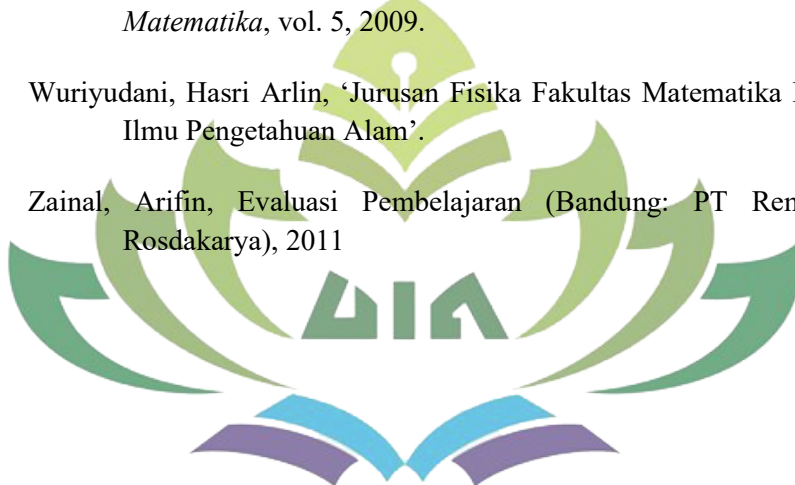 Matematika, vol. 5, 2009.
Wuriyudani, Hasri Arlin, ‘Jurusan Fisika Fakultas Matematika
Ilmu Pengetahuan Alam’.
Zainal, Arifin, Evaluasi Pembelajaran (Bandung: PT
Rosdakarya), 2011
UIN